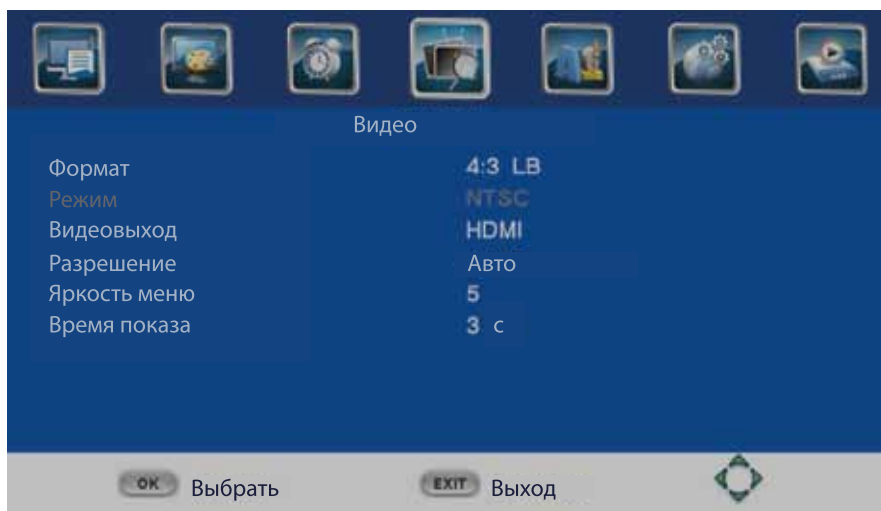 Видео
Формат 4:3 LB
Режим NTSC
Видеовыход HDMI
Разрешение Авто
Яркость меню 5
Время показа 3 с
OK Выбрать EXIT Выход